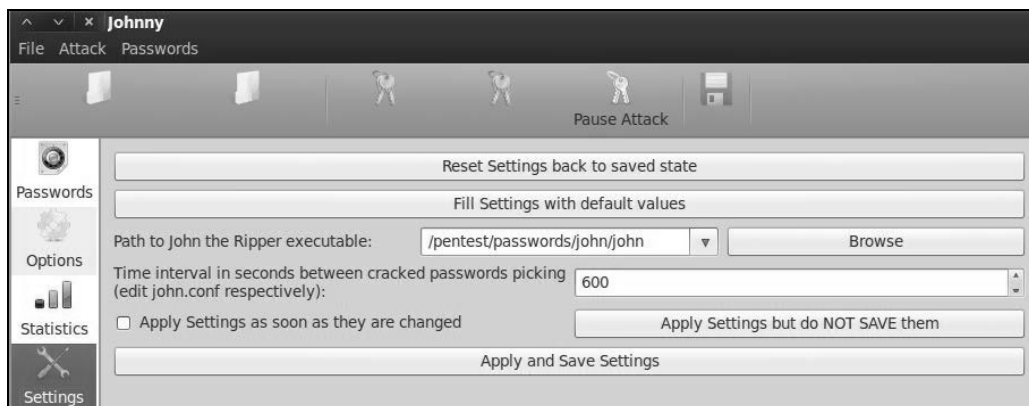 Johnny
File Attack Passwords
Pause Attack
Passwords
Options
Statistics
Settings
Reset Settings back to saved state
Fill Settings with default values
Path to John the Ripper executable: /pentest/passwords/john/john Browse
Time interval in seconds between cracked passwords picking
(edit john.conf respectively): 600
Apply Settings as soon as they are changed Apply Settings but do NOT SAVE them
Apply and Save Settings